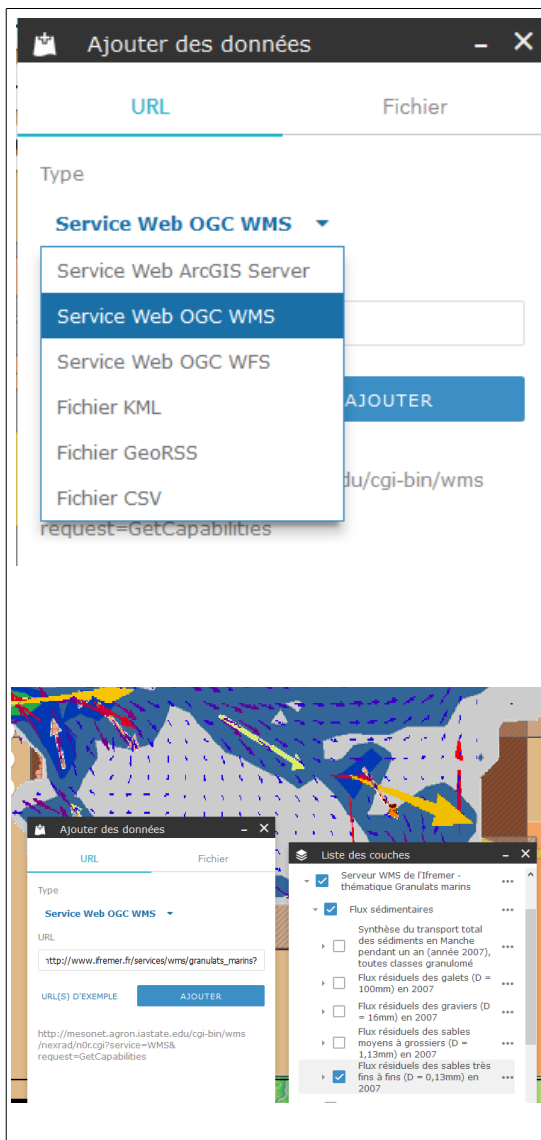 Ajouter des données
URL
Fichier
Type
Service Web OGC WMS
Service Web ArcGIS Server
Service Web OGC WMS
Service Web OGC WFS
Fichier KML
Fichier GeoRSS
Fichier CSV
AJOUTER
du/cgi-bin/wms
request=GetCapabilities
Ajouter des données
URL
Fichier
Type
Service Web OGC WMS
URL
http://www.ifremer.fr/services/wms/granulats_marins?
URL(S) D'EXEMPLE
AJOUTER
http://mesonet.agron.iastate.edu/cgi-bin/wms
/nexrad/n0r.cgi?service=WMS&
request=GetCapabilities
Liste des couches
Serveur WMS de l'Ifremer -
thématique Granulats marins
Flux sédimentaires
Synthèse du transport total
des sédiments en Manche
pendant un an (année 2007),
toutes classes granulomé
Flux résiduels des galets (D =
100mm) en 2007
Flux résiduels des graviers (D
= 16mm) en 2007
Flux résiduels des sables
moyens à grossiers (D =
1,13mm) en 2007
Flux résiduels des sables très
fins à fins (D = 0,13mm) en
2007